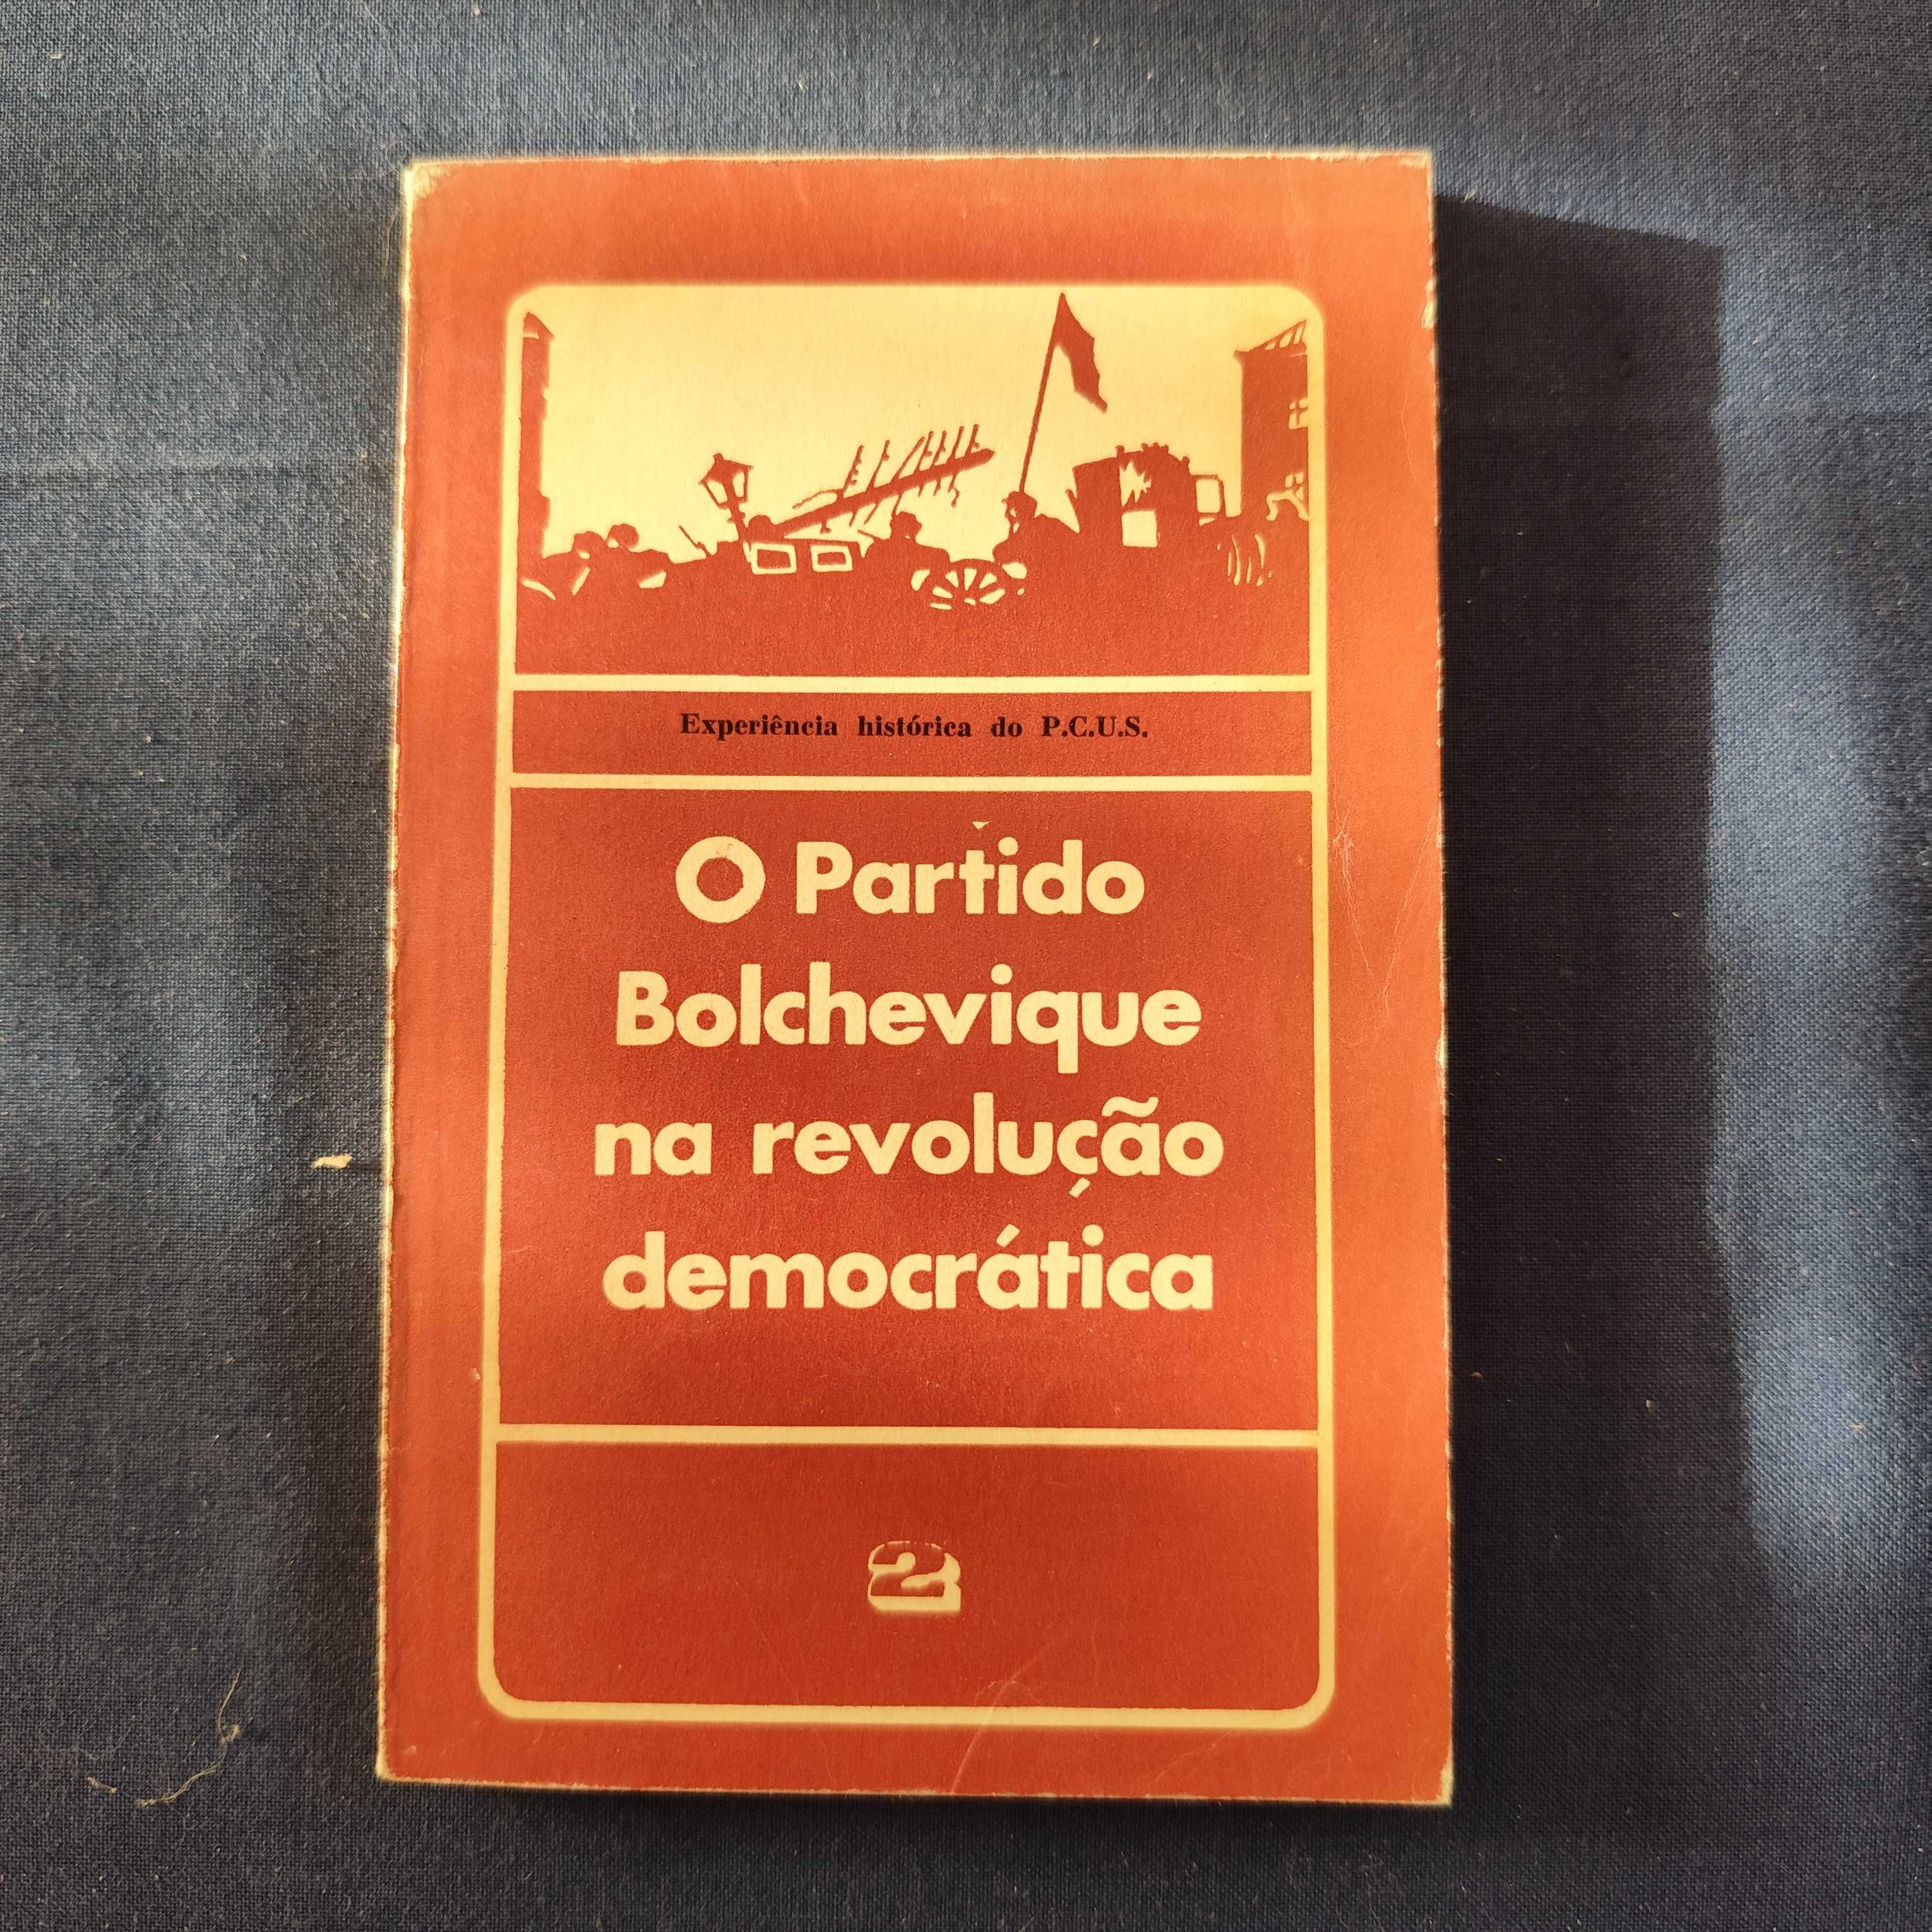 Experiência histórica do P.C.U.S.
O Partido
Bolchevique
na revolução
democrática
2